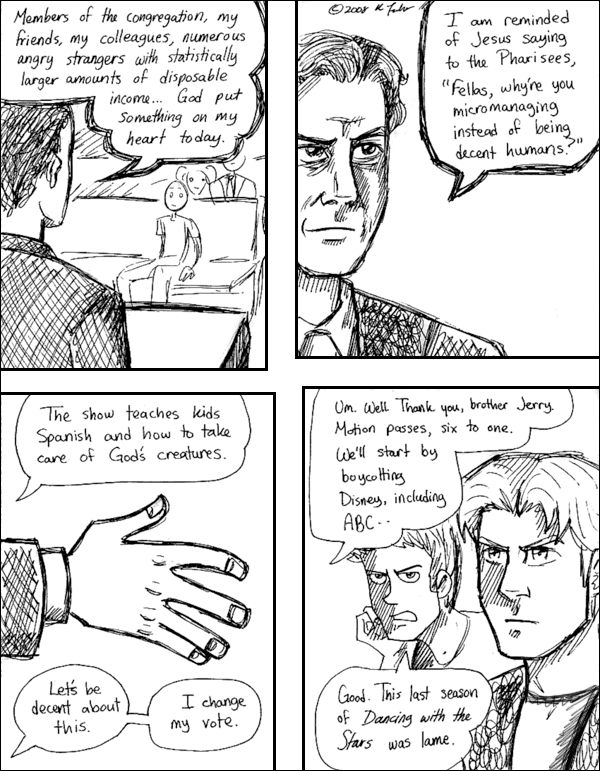 Members of the congregation, my
friends, my colleagues, numerous
angry strangers with statistically
larger amounts of disposable
income... God put
something on my
heart today.
©2008
I am reminded
of Jesus saying
to the Pharisees,
"Fellas, why're you
micromanaging
instead of being
decent humans?"
The show teaches kids
Spanish and how to take
care of God's creatures.
Let's be
decent about
this.
I change
my vote.
Um. Well Thank you, brother Jerry.
Motion passes, six to one.
We'll start by
boycotting
Disney, including
ABC--
Good. This last season
of Dancing with the
Stars was lame.